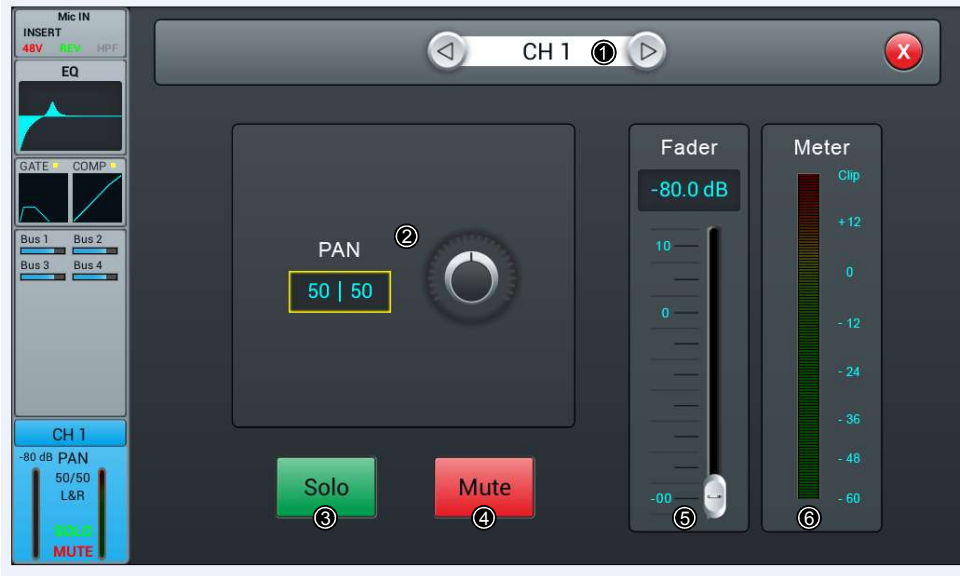 Mic IN
INSERT
48V REV HPF
EQ
GATE COMP
Bus 1 Bus 2
Bus 3 Bus 4
CH 1
-80 dB PAN
50/50
L&R
SOLO
MUTE
CH 1 ①
X
PAN ②
50 | 50
Solo
③
Mute
④
Fader
-80.0 dB
10
0
-00
⑤
Meter
Clip
+12
0
- 12
- 24
- 36
- 48
- 60
⑥